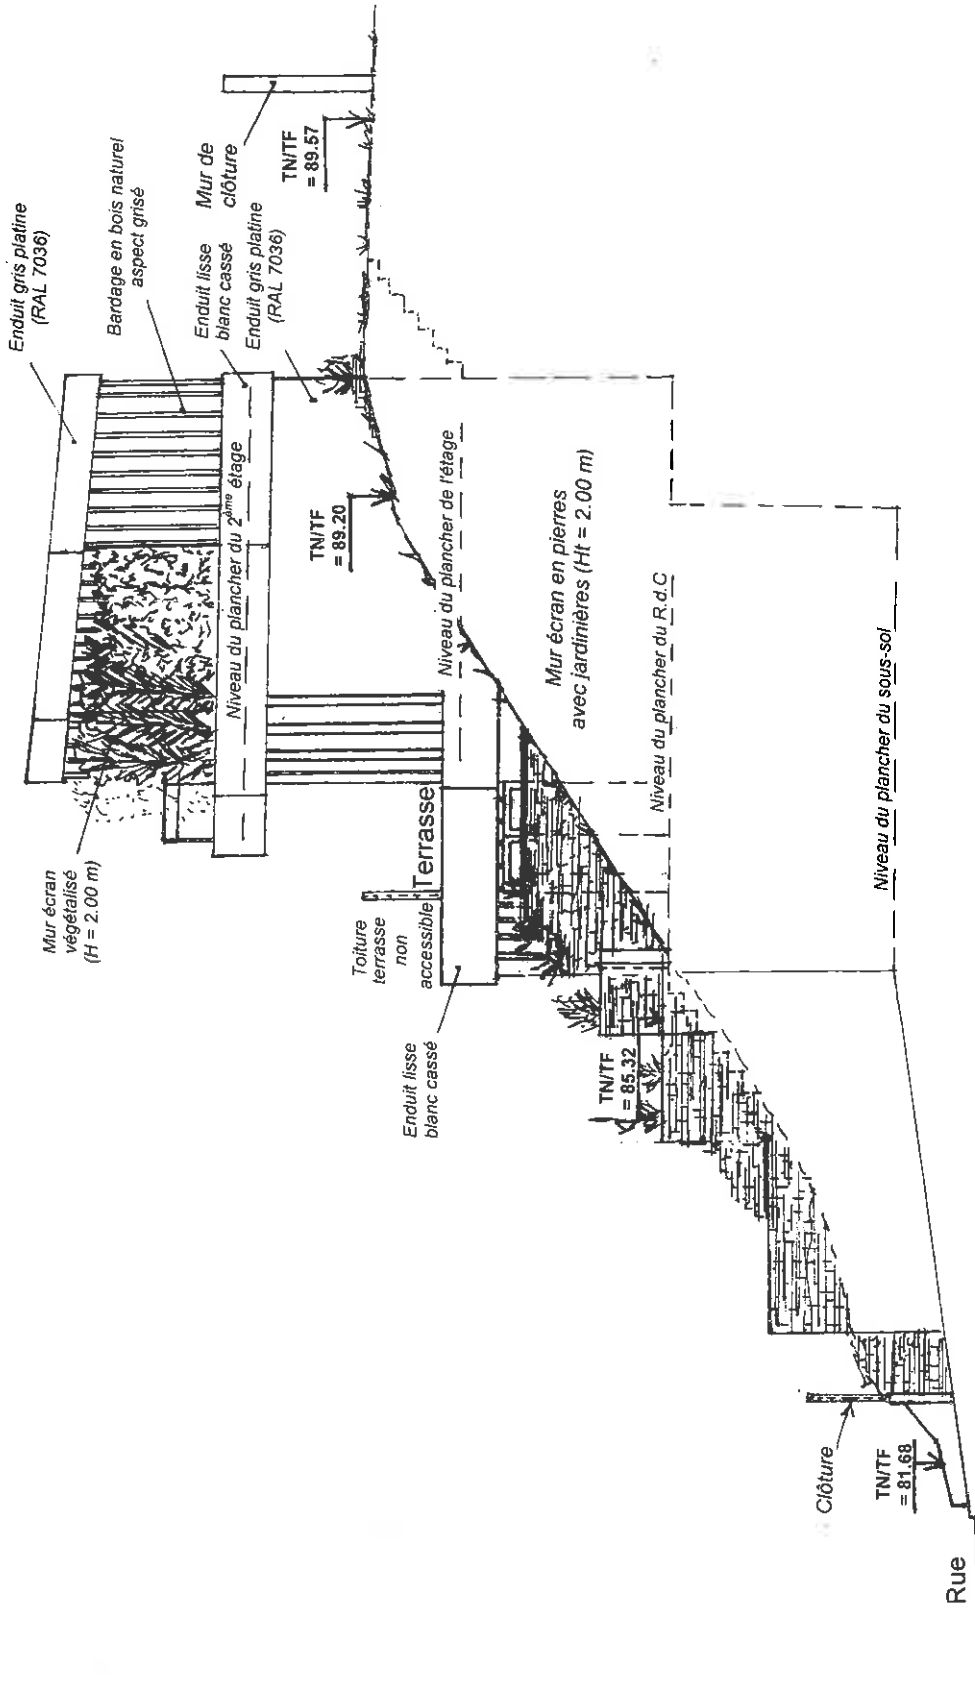 Enduit gris platine
(RAL 7036)
Bardage en bois naturel
aspect grisé
Enduit lisse
blanc cassé
Mur de
clôture
Enduit gris platine
(RAL 7036)
TN/TF
= 89.57
Mur écran
végétalisé
(H = 2.00 m)
Niveau du plancher du 2ème étage
TN/TF
= 89.20
Toiture
terrasse
non
accessible
Terrasse
Niveau du plancher de l'étage
Enduit lisse
blanc cassé
Mur écran en pierres
avec jardinières (Ht = 2.00 m)
TN/TF
= 85.32
Niveau du plancher du R.d.C
Niveau du plancher du sous-sol
Clôture
TN/TF
= 81.68
Rue